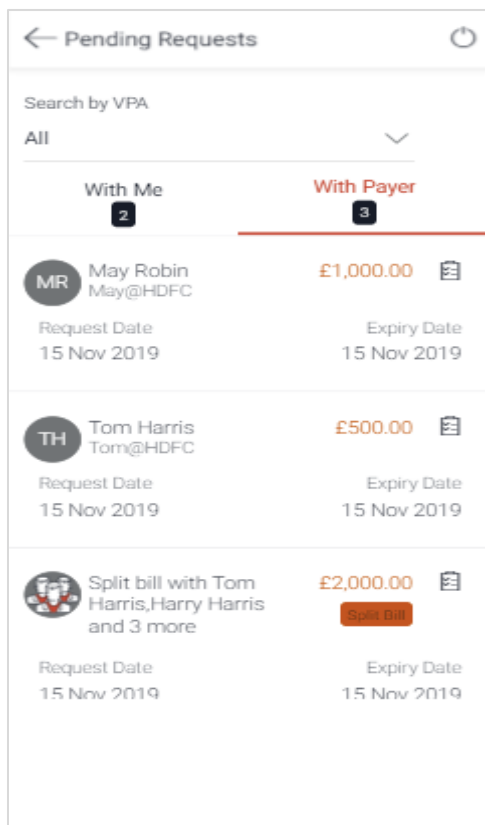 Pending Requests
Search by VPA
All
With Me
2
With Payer
3
MR
May Robin
£1,000.00
May@HDFC
Request Date
Expiry Date
15 Nov 2019
15 Nov 2019
TH
Tom Harris
£500.00
Tom@HDFC
Request Date
Expiry Date
15 Nov 2019
15 Nov 2019
Split bill with Tom
£2,000.00
Harris,Harry Harris
Split Bill
and 3 more
Request Date
Expiry Date
15 Nov 2019
15 Nov 2019